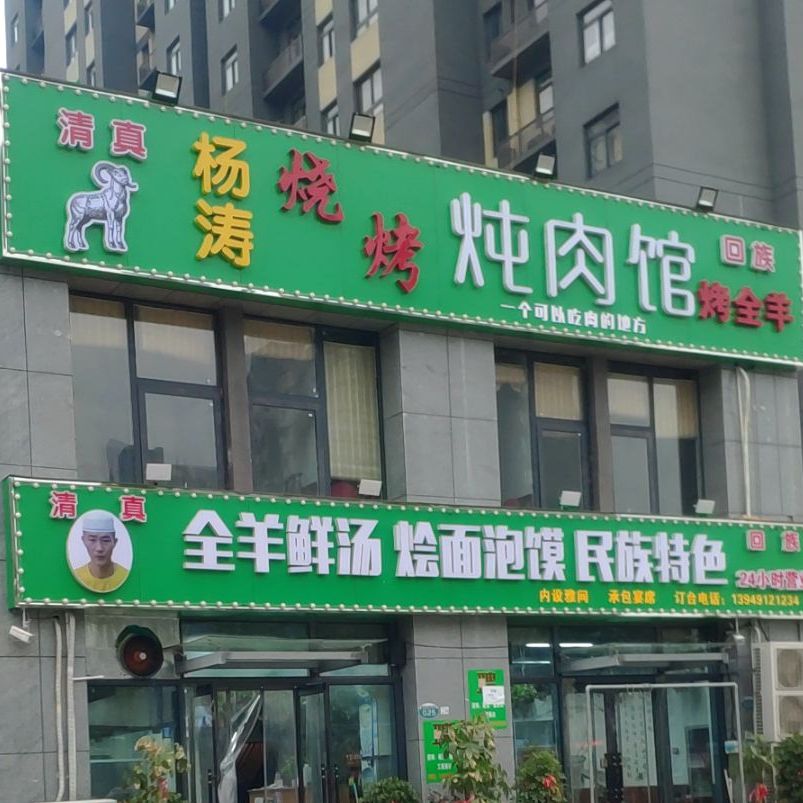 清真
杨涛
烧烤
炖肉馆
回族
烤全羊
一个可以吃肉的地方
清真
全羊鲜汤 烩面泡馍 民族特色
回族
24小时营
内设雅间 承包宴席 订台电话：13949121234